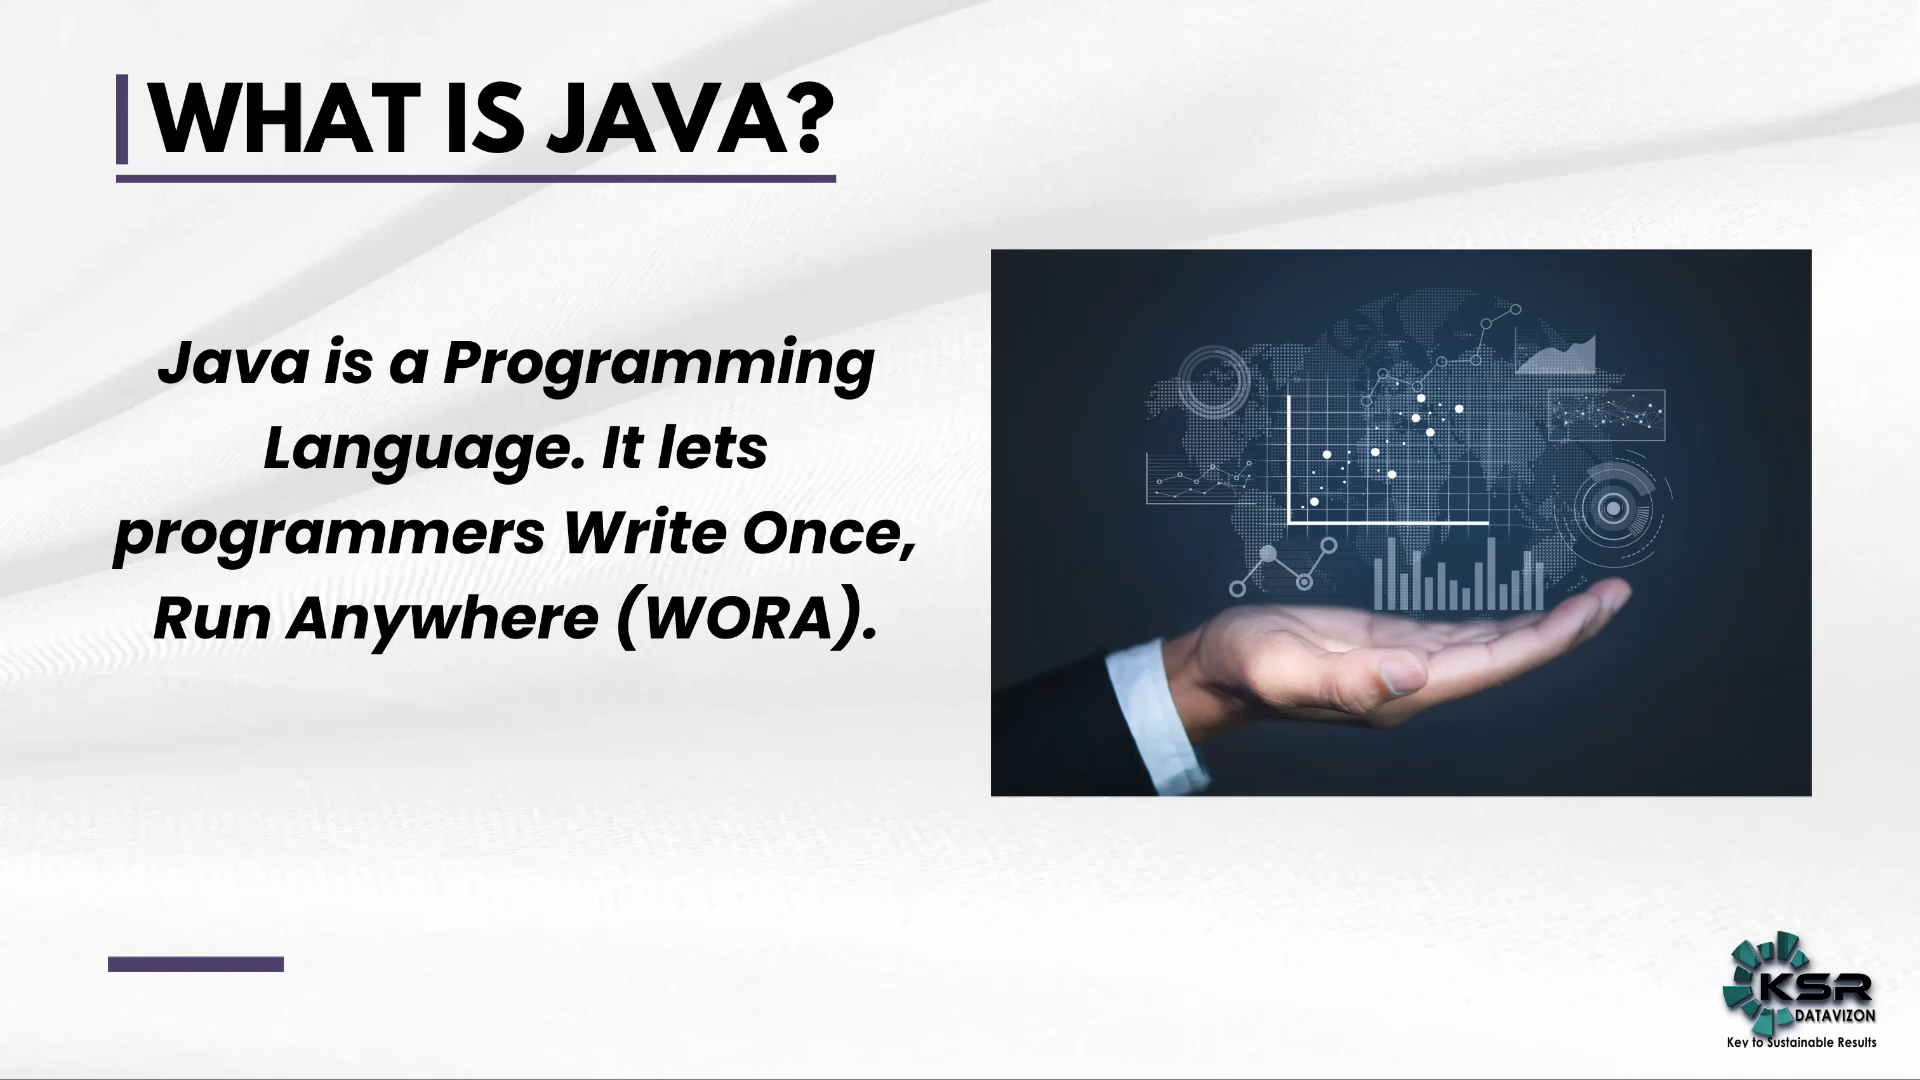 WHAT IS JAVA?
Java is a Programming
Language. It lets
programmers Write Once,
Run Anywhere (WORA).
KSR
DATAVIZON
Key to Sustainable Results